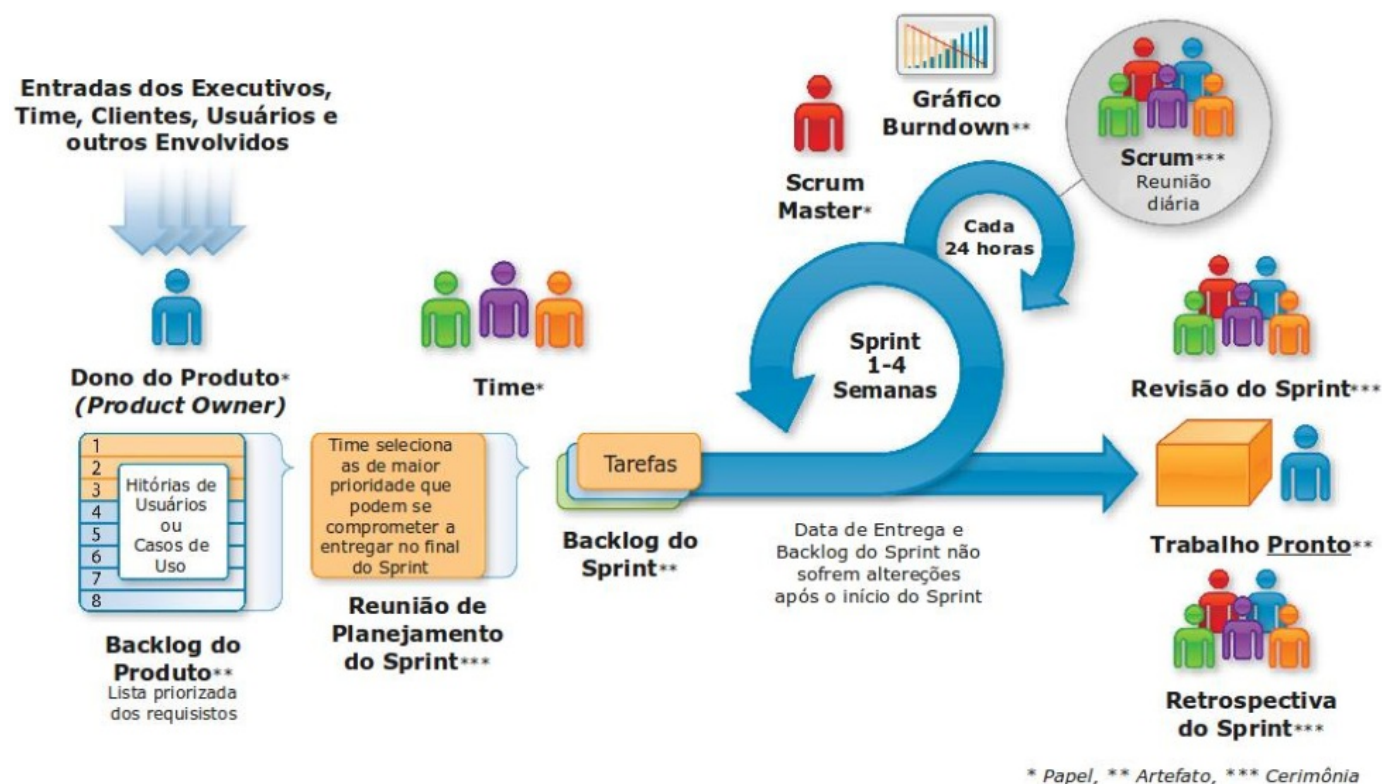 Entradas dos Executivos,
Time, Clientes, Usuários e
outros Envolvidos
Dono do Produto*
(Product Owner)
1
2
3
4
5
6
7
8
Hitórias de
Usuários
ou
Casos de
Uso
Backlog do
Produto**
Lista priorizada
dos requisistos
Time*
Time seleciona
as de maior
prioridade que
podem se
comprometer a
entregar no final
do Sprint
Reunião de
Planejamento
do Sprint***
Tarefas
Backlog do
Sprint**
Scrum
Master*
Gráfico
Burndown**
Scrum***
Reunião
diária
Cada
24 horas
Sprint
1-4
Semanas
Data de Entrega e
Backlog do Sprint não
sofrem altereções
após o início do Sprint
Revisão do Sprint***
Trabalho Pronto**
Retrospectiva
do Sprint***
* Papel, ** Artefato, *** Cerimônia